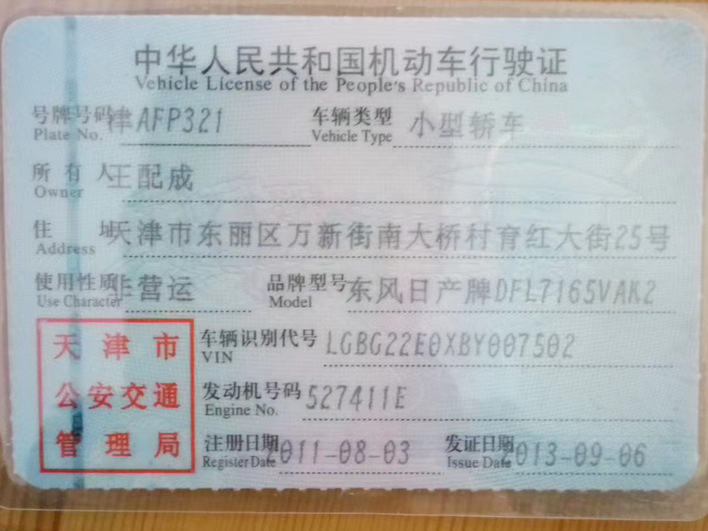 中华人民共和国机动车行驶证
Vehicle License of the People's Republic of China
号牌号码 津AFP321 车辆类型 小型轿车
Plate No. Vehicle Type
所有人 王配成
Owner
住址 天津市东丽区万新街南大桥村育红大街25号
Address
使用性质 非营运 品牌型号 东风日产牌DFL7165VAK2
Use Character Model
天津市 车辆识别代号 LGBG22E0XBY007502
VIN
公安交通 发动机号码 527411E
Engine No.
管理局 注册日期 2011-08-03 发证日期 2013-09-06
Register Date Issue Date